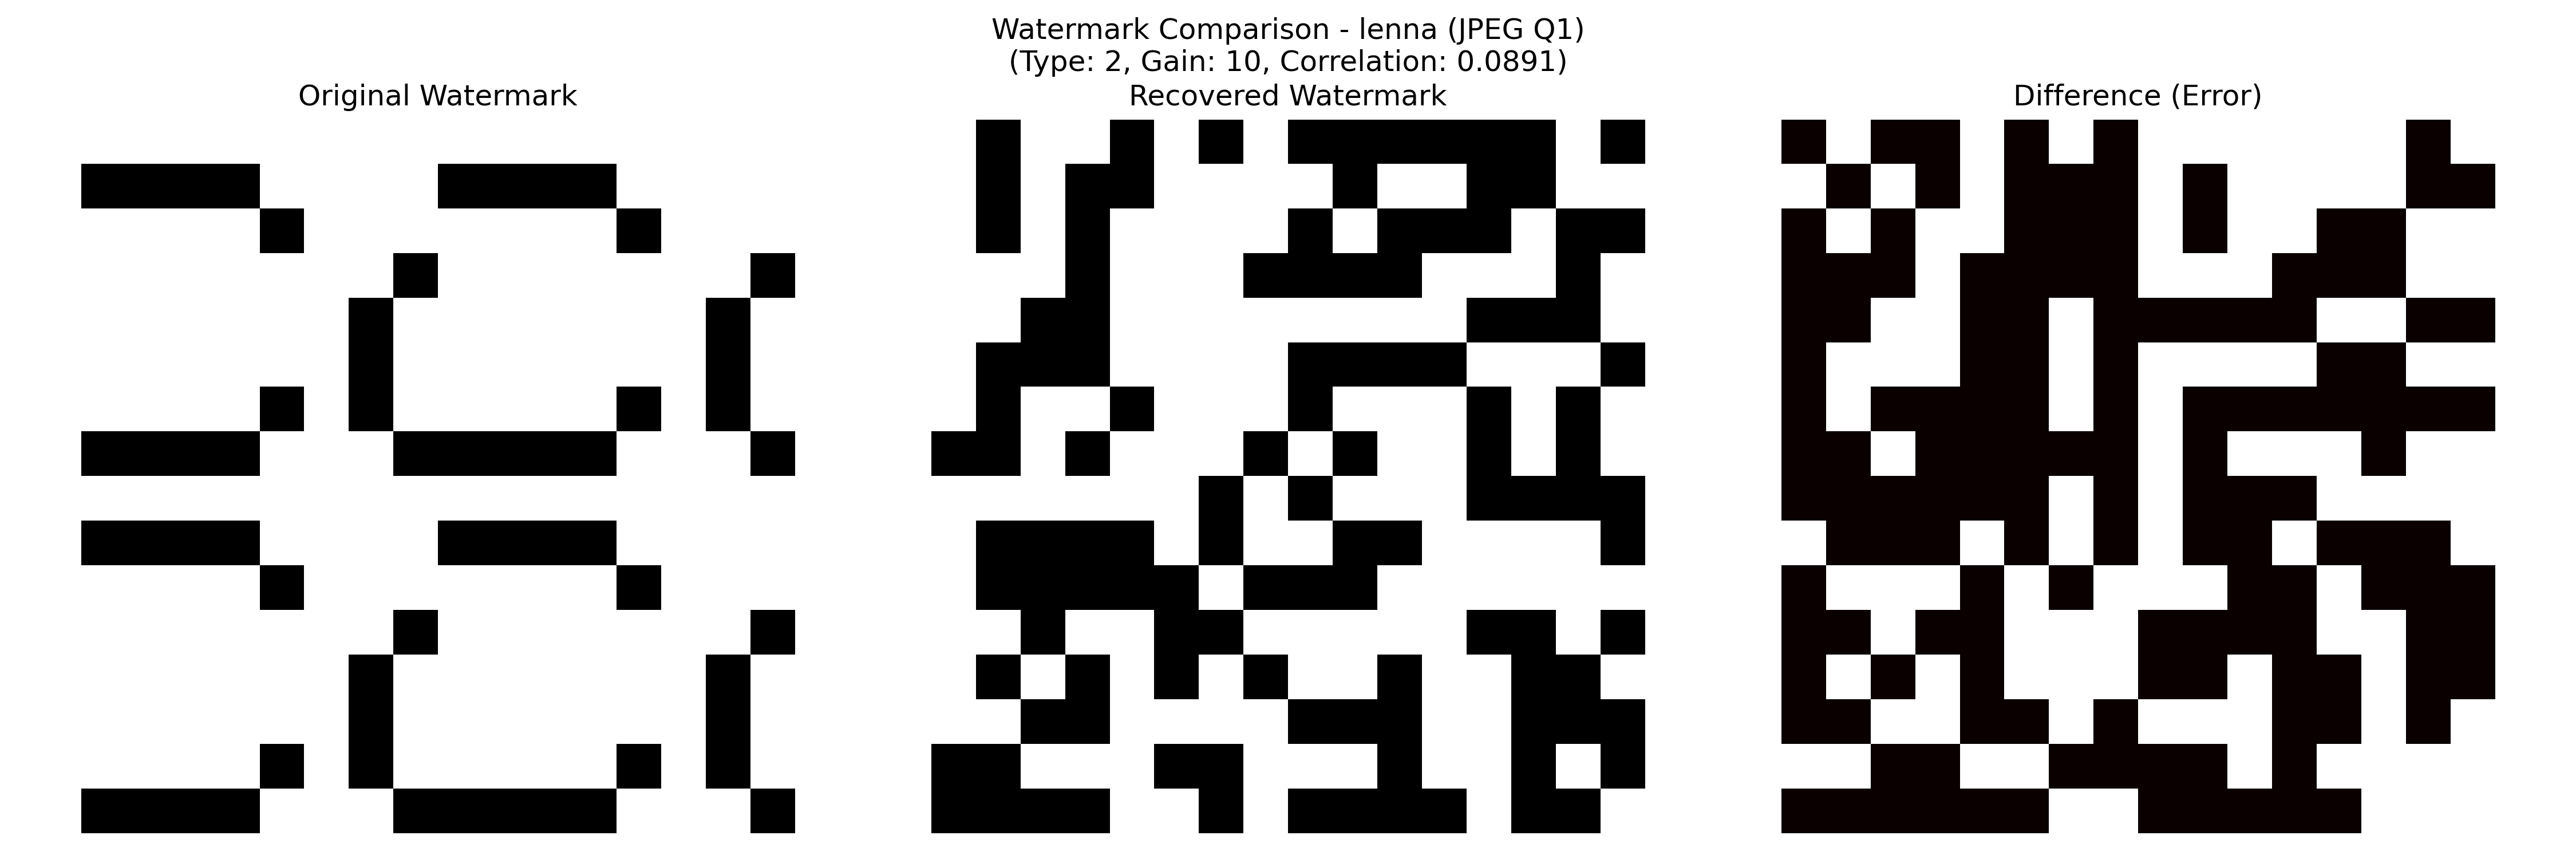 Watermark Comparison - lenna (JPEG Q1)
(Type: 2, Gain: 10, Correlation: 0.0891)
Original Watermark
Recovered Watermark
Difference (Error)